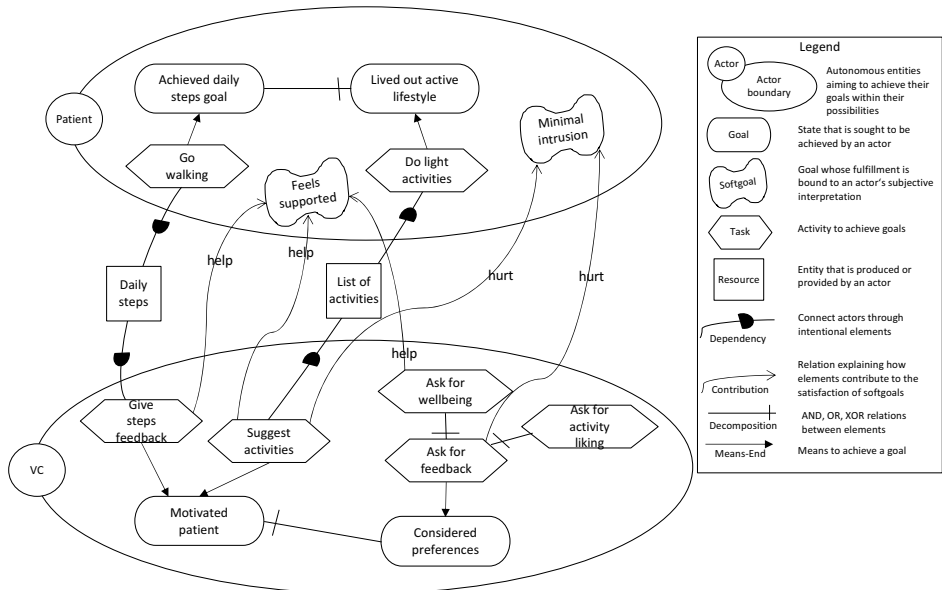 Patient
Achieved daily
steps goal
Lived out active
lifestyle
Go
walking
Feels
supported
Do light
activities
Minimal
intrusion
help
help
hurt
hurt
Daily
steps
List of
activities
help
Ask for
wellbeing
Give
steps
feedback
Suggest
activities
Ask for
activity
liking
Ask for
feedback
VC
Motivated
patient
Considered
preferences
Legend
Actor
Actor
boundary
Autonomous entities
aiming to achieve their
goals within their
possibilities
Goal
State that is sought to be
achieved by an actor
Softgoal
Goal whose fulfillment is
bound to an actor's subjective
interpretation
Task
Activity to achieve goals
Resource
Entity that is produced or
provided by an actor
Dependency
Connect actors through
intentional elements
Contribution
Relation explaining how
elements contribute to the
satisfaction of softgoals
Decomposition
AND, OR, XOR relations
between elements
Means-End
Means to achieve a goal